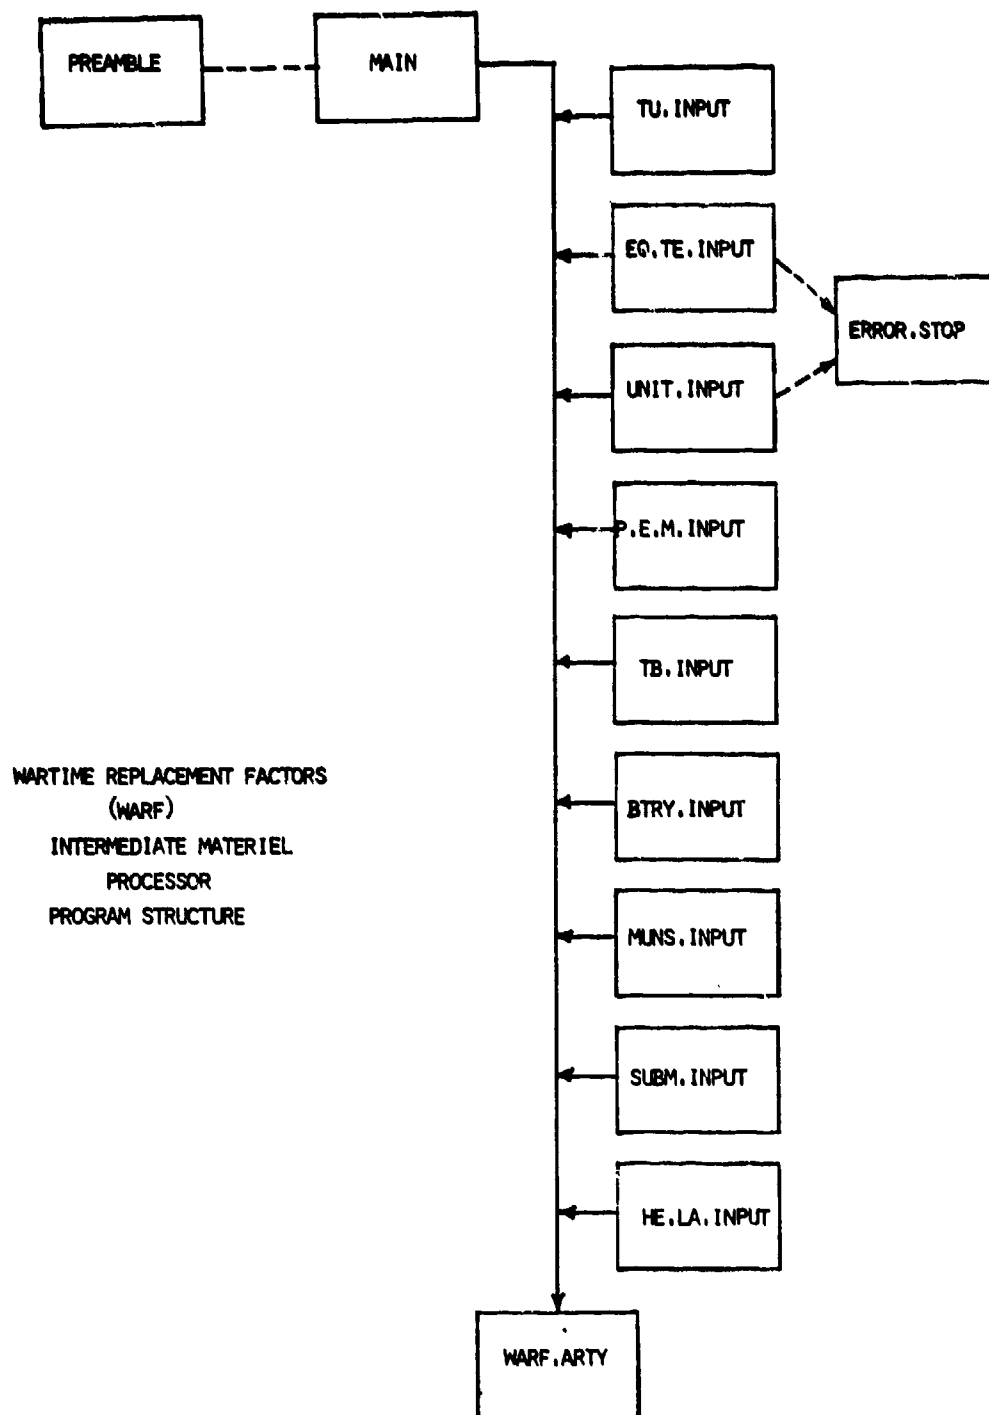 PREAMBLE
MAIN
TU.INPUT
EQ.TE.INPUT
ERROR.STOP
UNIT.INPUT
P.E.M.INPUT
TB.INPUT
WARTIME REPLACEMENT FACTORS
(WARF)
INTERMEDIATE MATERIEL
PROCESSOR
PROGRAM STRUCTURE
BTRY.INPUT
MUNS.INPUT
SUBM.INPUT
HE.LA.INPUT
WARF.ARTY